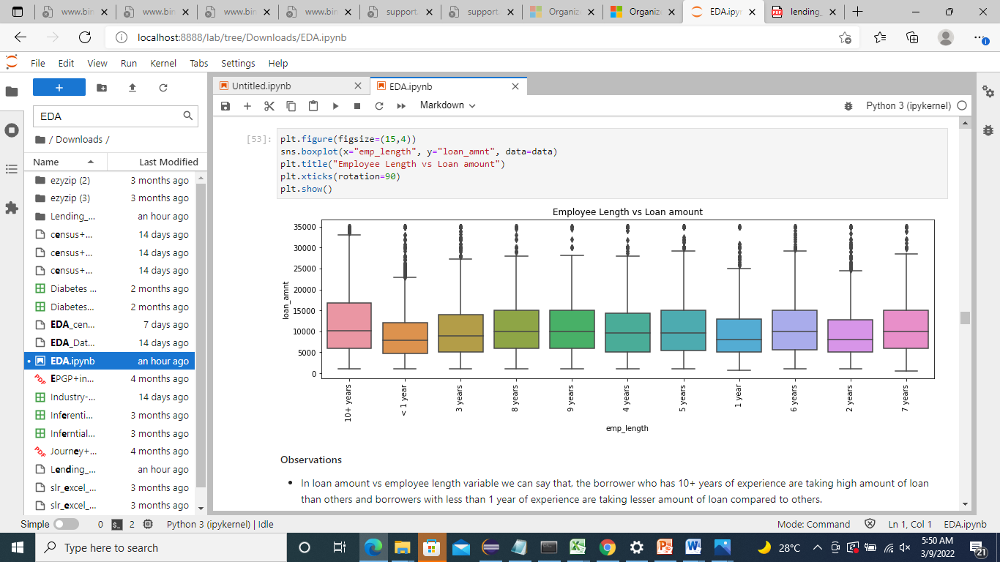 www.bin
www.bin
www.bin
www.bin
support.
support.
Organize
Organize
EDA.ipyn
lending_
localhost:8888/lab/tree/Downloads/EDA.ipynb
File Edit View Run Kernel Tabs Settings Help
Untitled.ipynb
EDA.ipynb
Markdown
Python 3 (ipykernel)
EDA
/ Downloads /
Name Last Modified
ezyzip (2) 3 months ago
ezyzip (3) 3 months ago
Lending_... an hour ago
census+... 14 days ago
census+... 14 days ago
census+... 14 days ago
Diabetes ... 2 months ago
Diabetes... 2 months ago
EDA_cen... 7 days ago
EDA_Dat... 14 days ago
EDA.ipynb an hour ago
EPGP+in... 4 months ago
Industry-... 14 days ago
Inferenti... 3 months ago
Inferntial... 3 months ago
Journey+... 4 months ago
Lending_... an hour ago
slr_excel_... 3 months ago
slr_excel_... 3 months ago
[53]:
plt.figure(figsize=(15,4))
sns.boxplot(x="emp_length", y="loan_amnt", data=data)
plt.title("Employee Length vs Loan amount")
plt.xticks(rotation=90)
plt.show()
Employee Length vs Loan amount
35000
30000
25000
20000
15000
10000
5000
0
loan_amnt
10+ years
< 1 year
3 years
8 years
9 years
4 years
5 years
1 year
6 years
2 years
7 years
emp_length
Observations
In loan amount vs employee length variable we can say that, the borrower who has 10+ years of experience are taking high amount of loan
than others and borrowers with less than 1 year of experience are taking lesser amount of loan compared to others.
Simple 0 2 Python 3 (ipykernel) | Idle
Mode: Command Ln 1, Col 1 EDA.ipynb
Type here to search
28°C
5:50 AM
3/9/2022
21